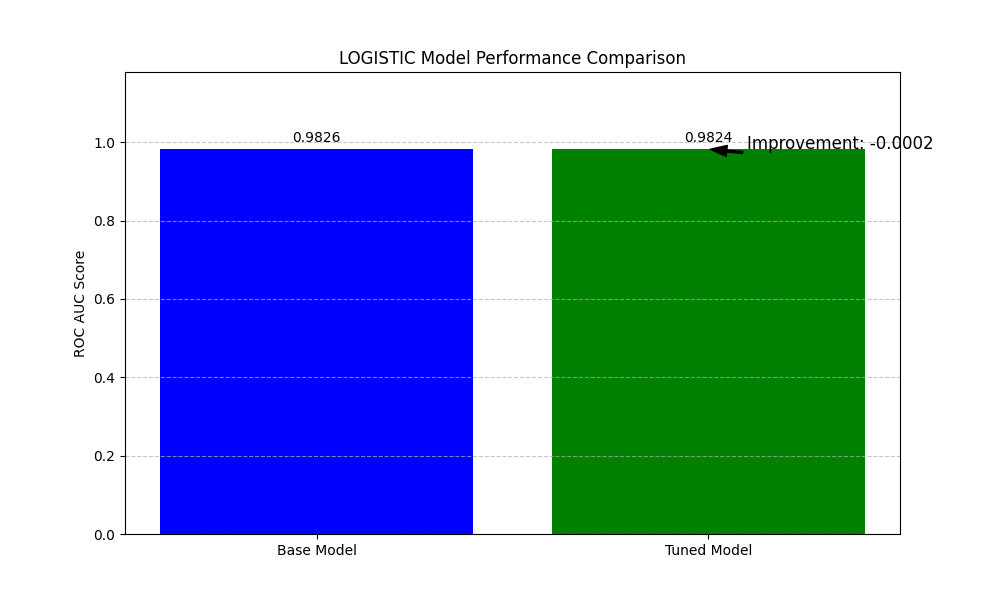 LOGISTIC Model Performance Comparison
ROC AUC Score
1.0
0.8
0.6
0.4
0.2
0.0
0.9826
0.9824
Improvement: -0.0002
Base Model
Tuned Model